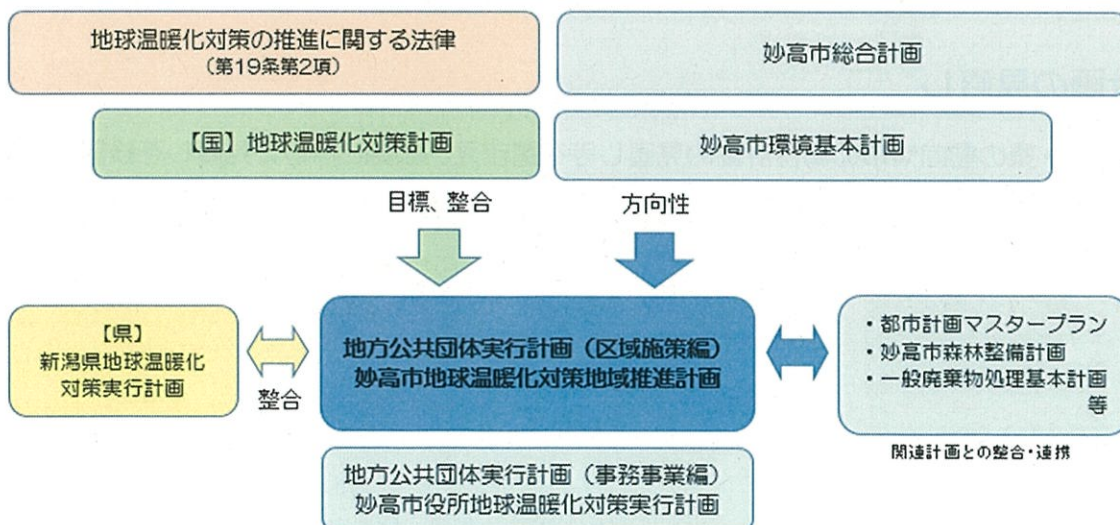 地球温暖化対策の推進に関する法律
（第19条第2項）
妙高市総合計画
【国】地球温暖化対策計画
妙高市環境基本計画
目標、整合
方向性
【県】
新潟県地球温暖化
対策実行計画
整合
地方公共団体実行計画（区域施策編）
妙高市地球温暖化対策地域推進計画
・都市計画マスタープラン
・妙高市森林整備計画
・一般廃棄物処理基本計画
等
関連計画との整合・連携
地方公共団体実行計画（事務事業編）
妙高市役所地球温暖化対策実行計画